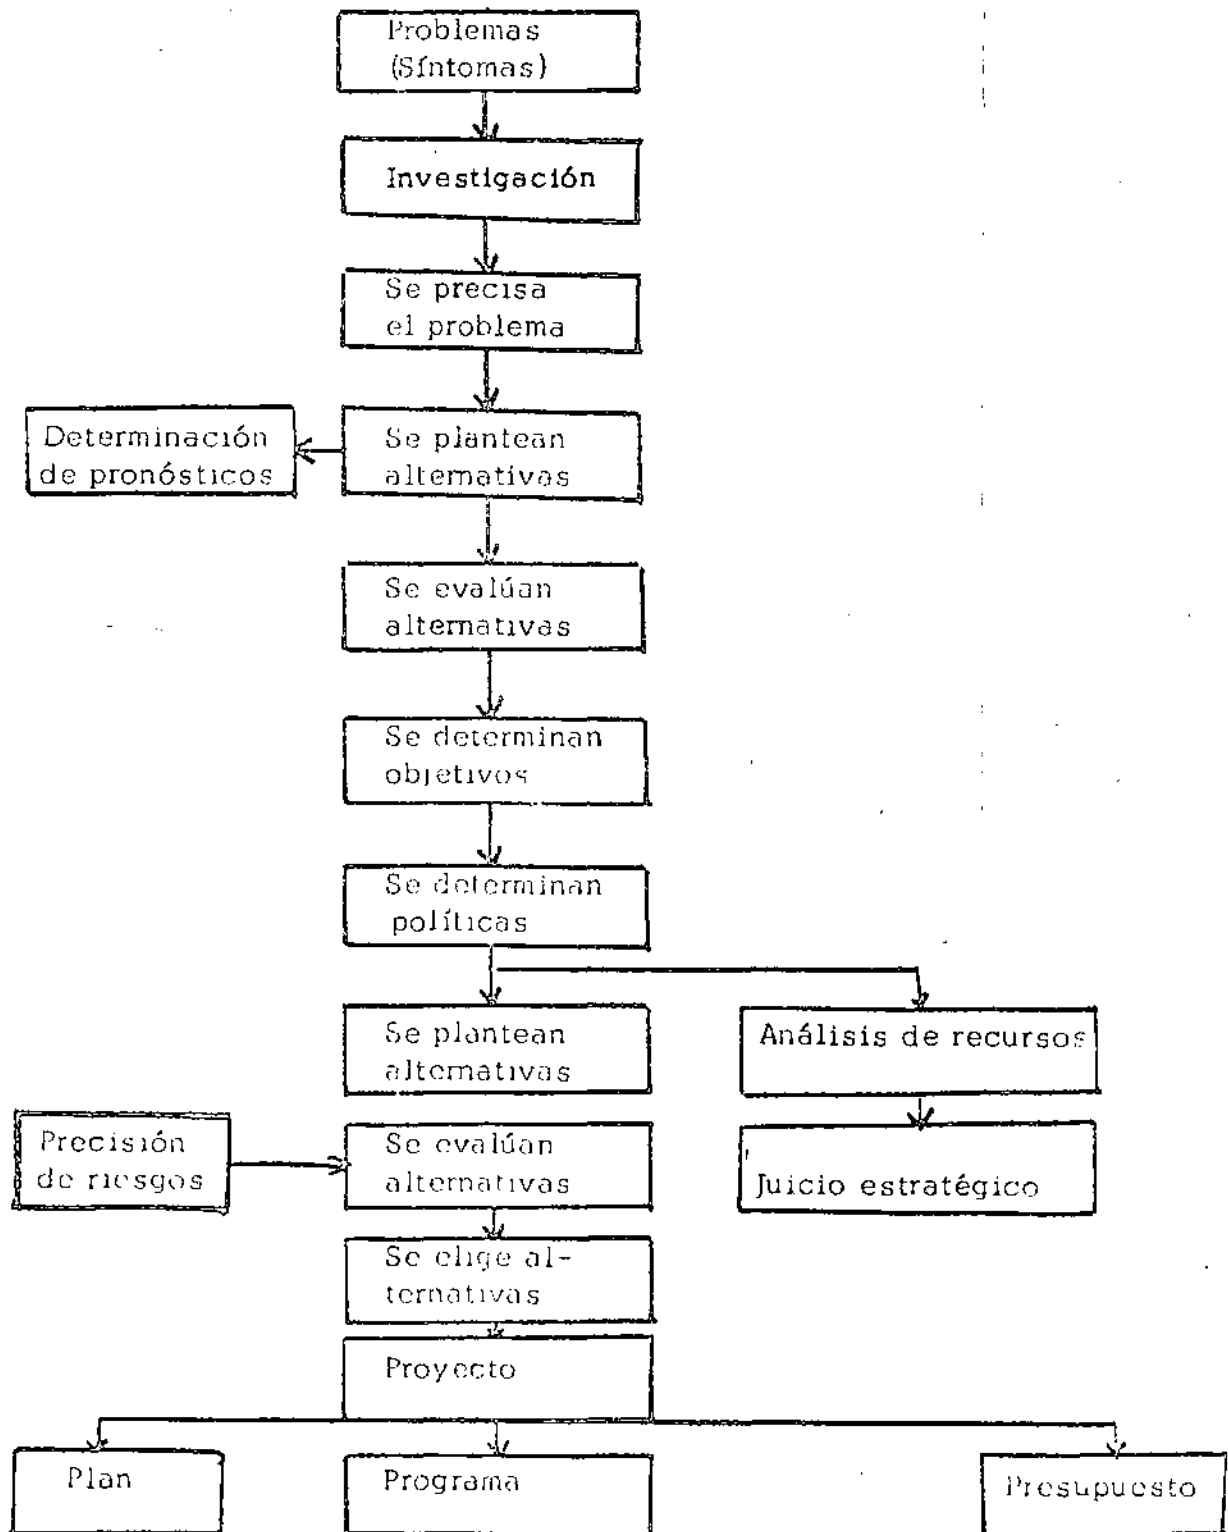 Problemas
(Síntomas)
Investigación
Se precisa
el problema
Determinación
de pronósticos
Se plantean
alternativas
Se evalúan
alternativas
Se determinan
objetivos
Se determinan
políticas
Se plantean
alternativas
Análisis de recursos
Precisión
de riesgos
Se evalúan
alternativas
Juicio estratégico
Se elige al-
ternativas
Proyecto
Plan
Programa
Presupuesto